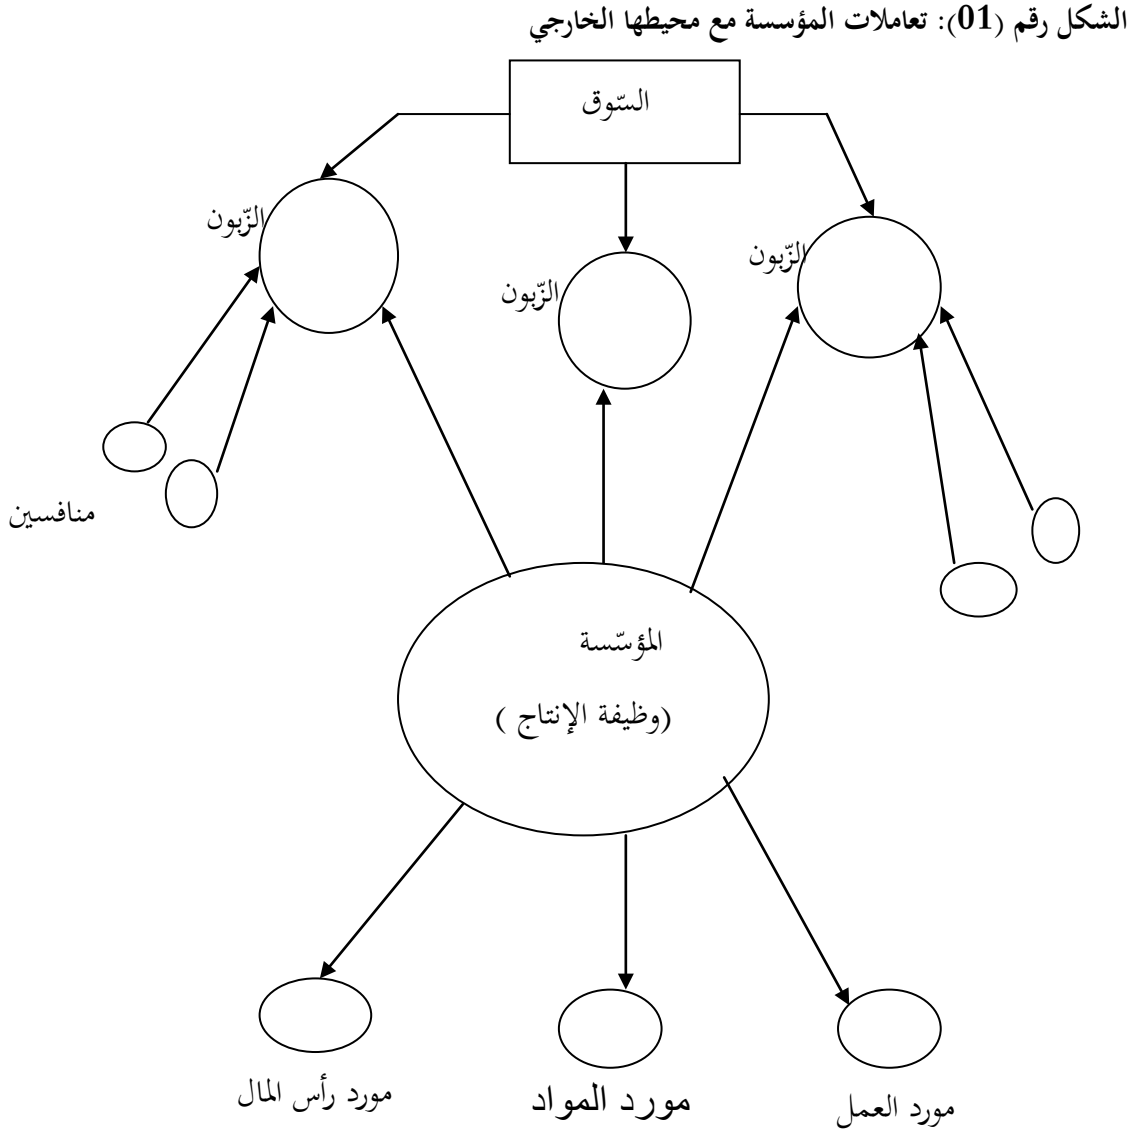 الشكل رقم (01): تعاملات المؤسسة مع محيطها الخارجي
السّوق
الزّبون
الزّبون
الزّبون
منافسين
المؤسّسة
(وظيفة الإنتاج )
مورد العمل
مورد المواد
مورد رأس المال